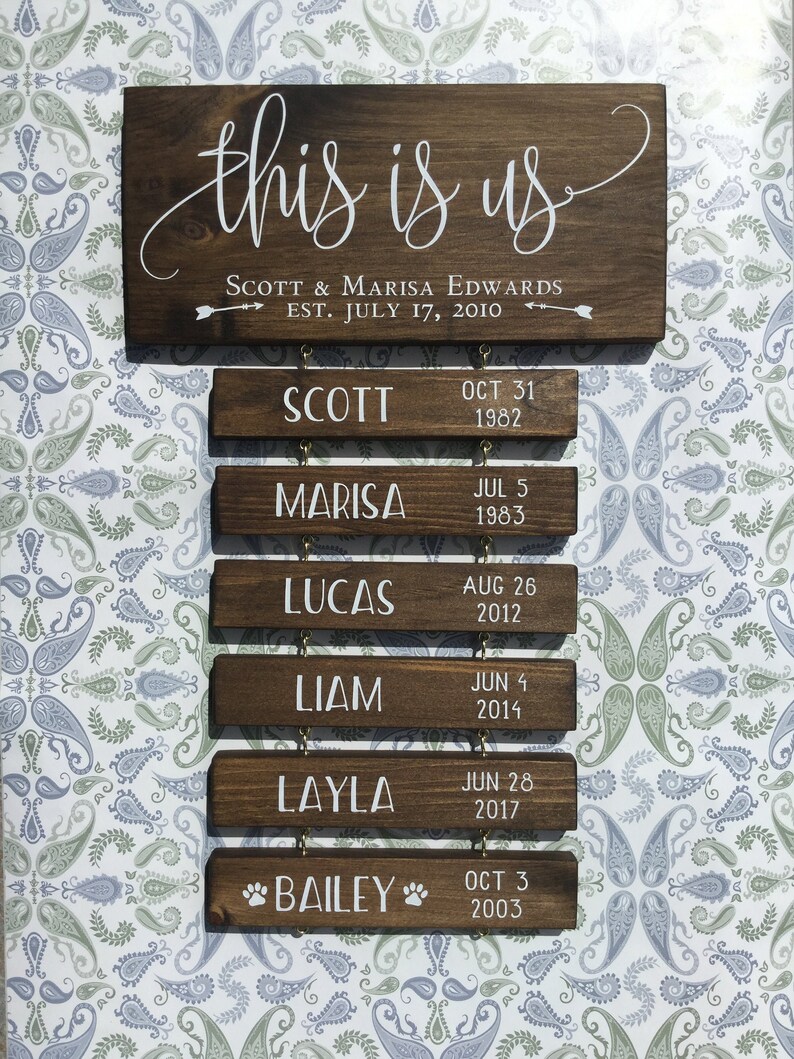 this is us
Scott & Marisa Edwards
est. July 17, 2010
SCOTT
OCT 31
1982
MARISA
JUL 5
1983
LUCAS
AUG 26
2012
LIAM
JUN 4
2014
LAYLA
JUN 28
2017
BAILEY
OCT 3
2003